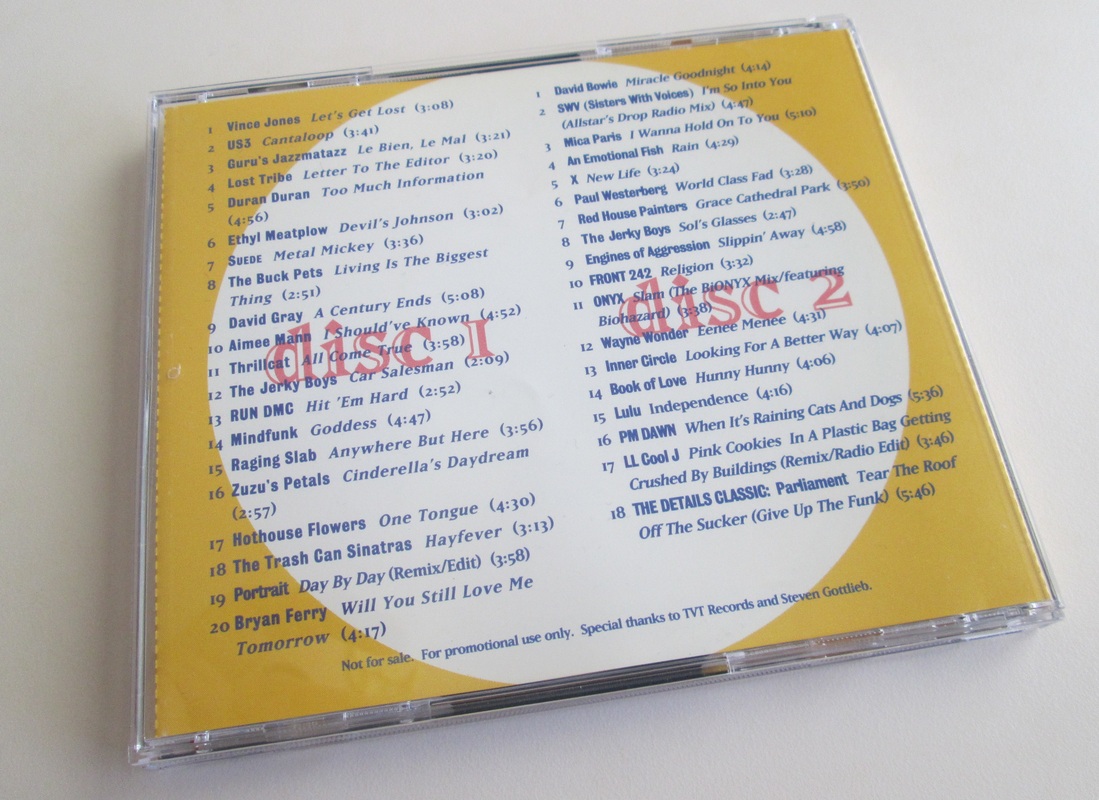 disc 1
1 Vince Jones Let's Get Lost (3:08)
2 US3 Cantaloop (3:41)
3 Guru's Jazzmatazz Le Bien, Le Mal (3:21)
4 Lost Tribe Letter To The Editor (3:20)
5 Duran Duran Too Much Information
(4:56)
6 Ethyl Meatplow Devil's Johnson (3:02)
7 SUEDE Metal Mickey (3:36)
8 The Buck Pets Living Is The Biggest
Thing (2:51)
9 David Gray A Century Ends (5:08)
10 Aimee Mann I Should've Known (4:52)
11 Thrillcat All Come True (3:58)
12 The Jerky Boys Car Salesman (2:09)
13 RUN DMC Hit 'Em Hard (2:52)
14 Mindfunk Goddess (4:47)
15 Raging Slab Anywhere But Here (3:56)
16 Zuzu's Petals Cinderella's Daydream
(2:57)
17 Hothouse Flowers One Tongue (4:30)
18 The Trash Can Sinatras Hayfever (3:13)
19 Portrait Day By Day (Remix/Edit) (3:58)
20 Bryan Ferry Will You Still Love Me
Tomorrow (4:17)
disc 2
1 David Bowie Miracle Goodnight (4:14)
2 SWV (Sisters With Voices) I'm So Into You
(Allstar's Drop Radio Mix) (4:47)
3 Mica Paris I Wanna Hold On To You (5:10)
4 An Emotional Fish Rain (4:29)
5 X New Life (3:24)
6 Paul Westerberg World Class Fad (3:28)
7 Red House Painters Grace Cathedral Park (3:50)
8 The Jerky Boys Sol's Glasses (2:47)
9 Engines of Aggression Slippin' Away (4:58)
10 FRONT 242 Religion (3:32)
11 ONYX Slam (The BiONYX Mix/featuring
Biohazard) (3:38)
12 Wayne Wonder Eenee Menee (4:31)
13 Inner Circle Looking For A Better Way (4:07)
14 Book of Love Hunny Hunny (4:06)
15 Lulu Independence (4:16)
16 PM DAWN When It's Raining Cats And Dogs (5:36)
17 LL Cool J Pink Cookies In A Plastic Bag Getting
Crushed By Buildings (Remix/Radio Edit) (3:46)
18 THE DETAILS CLASSIC: Parliament Tear The Roof
Off The Sucker (Give Up The Funk) (5:46)
Not for sale. For promotional use only. Special thanks to TVT Records and Steven Gottlieb.